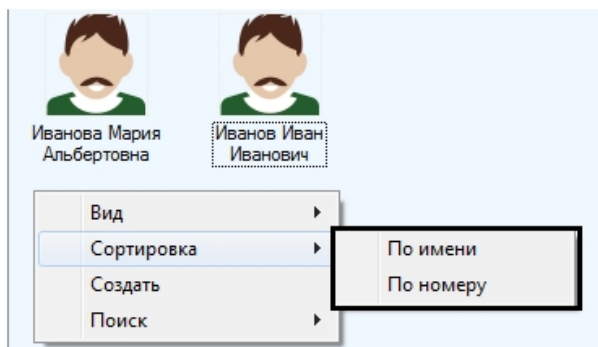 Иванова Мария
Альбертовна
Иванов Иван
Иванович
Вид
Сортировка
Создать
Поиск
По имени
По номеру